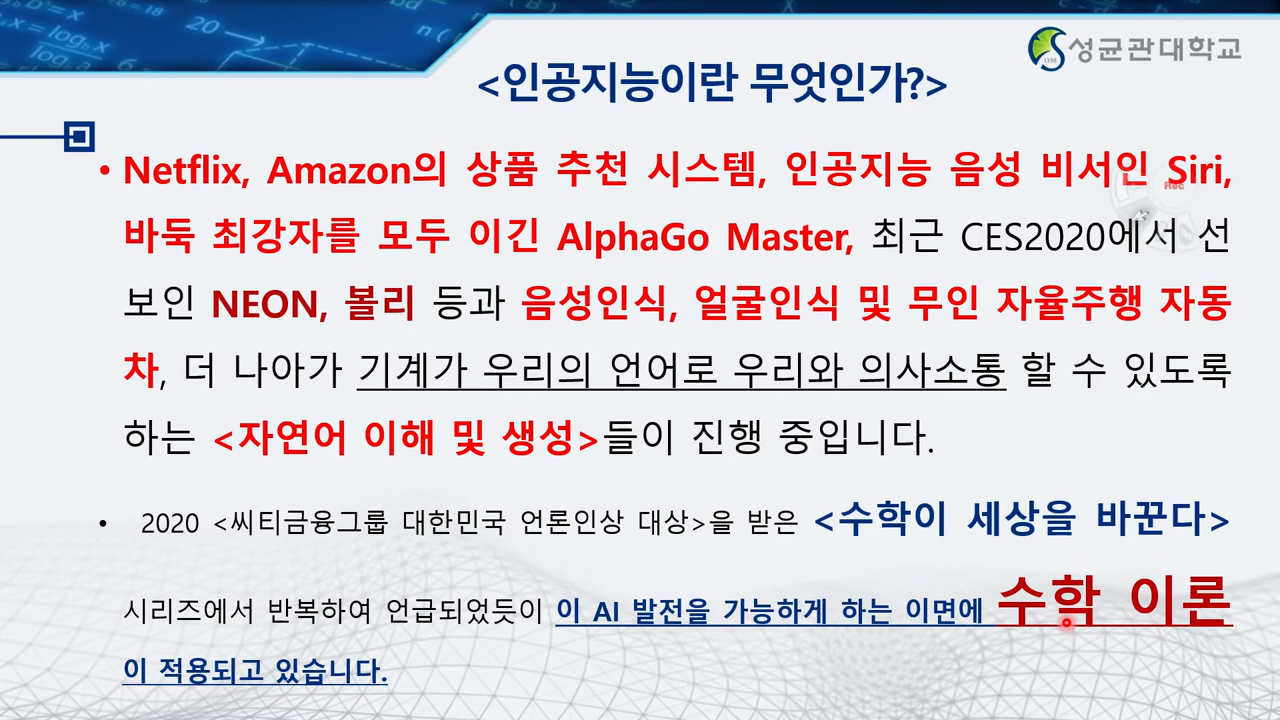 b'=x
20
x = log_b x
log_a
6
n(
성균관대학교
1398
<인공지능이란 무엇인가?>
• Netflix, Amazon의 상품 추천 시스템, 인공지능 음성 비서인 Siri,
Rec
바둑 최강자를 모두 이긴 AlphaGo Master, 최근 CES2020에서 선
보인 NEON, 볼리 등과 음성인식, 얼굴인식 및 무인 자율주행 자동
차, 더 나아가 기계가 우리의 언어로 우리와 의사소통 할 수 있도록
하는 <자연어 이해 및 생성>들이 진행 중입니다.
• 2020 <씨티금융그룹 대한민국 언론인상 대상>을 받은 <수학이 세상을 바꾼다>
시리즈에서 반복하여 언급되었듯이 이 AI 발전을 가능하게 하는 이면에 수학 이론
이 적용되고 있습니다.